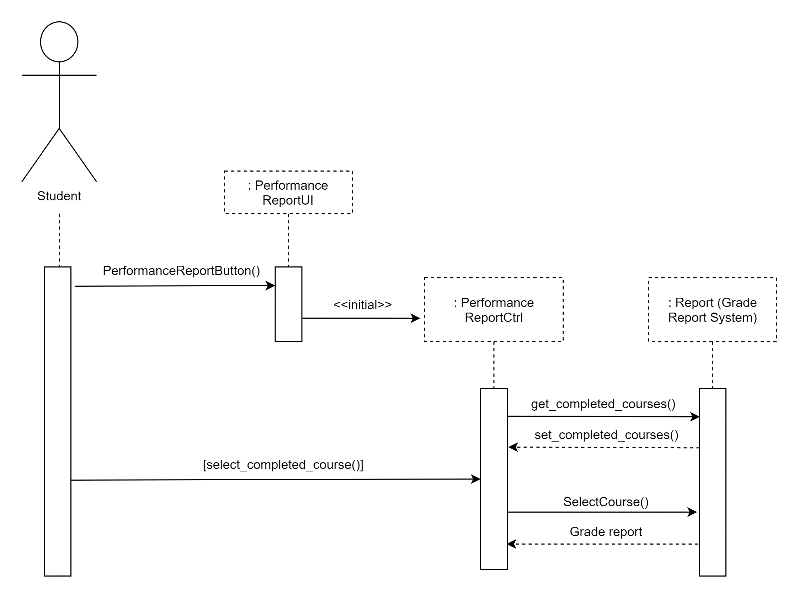 Student
: Performance
ReportUI
PerformanceReportButton()
<<initial>>
: Performance
ReportCtrl
: Report (Grade
Report System)
get_completed_courses()
set_completed_courses()
[select_completed_course()]
SelectCourse()
Grade report